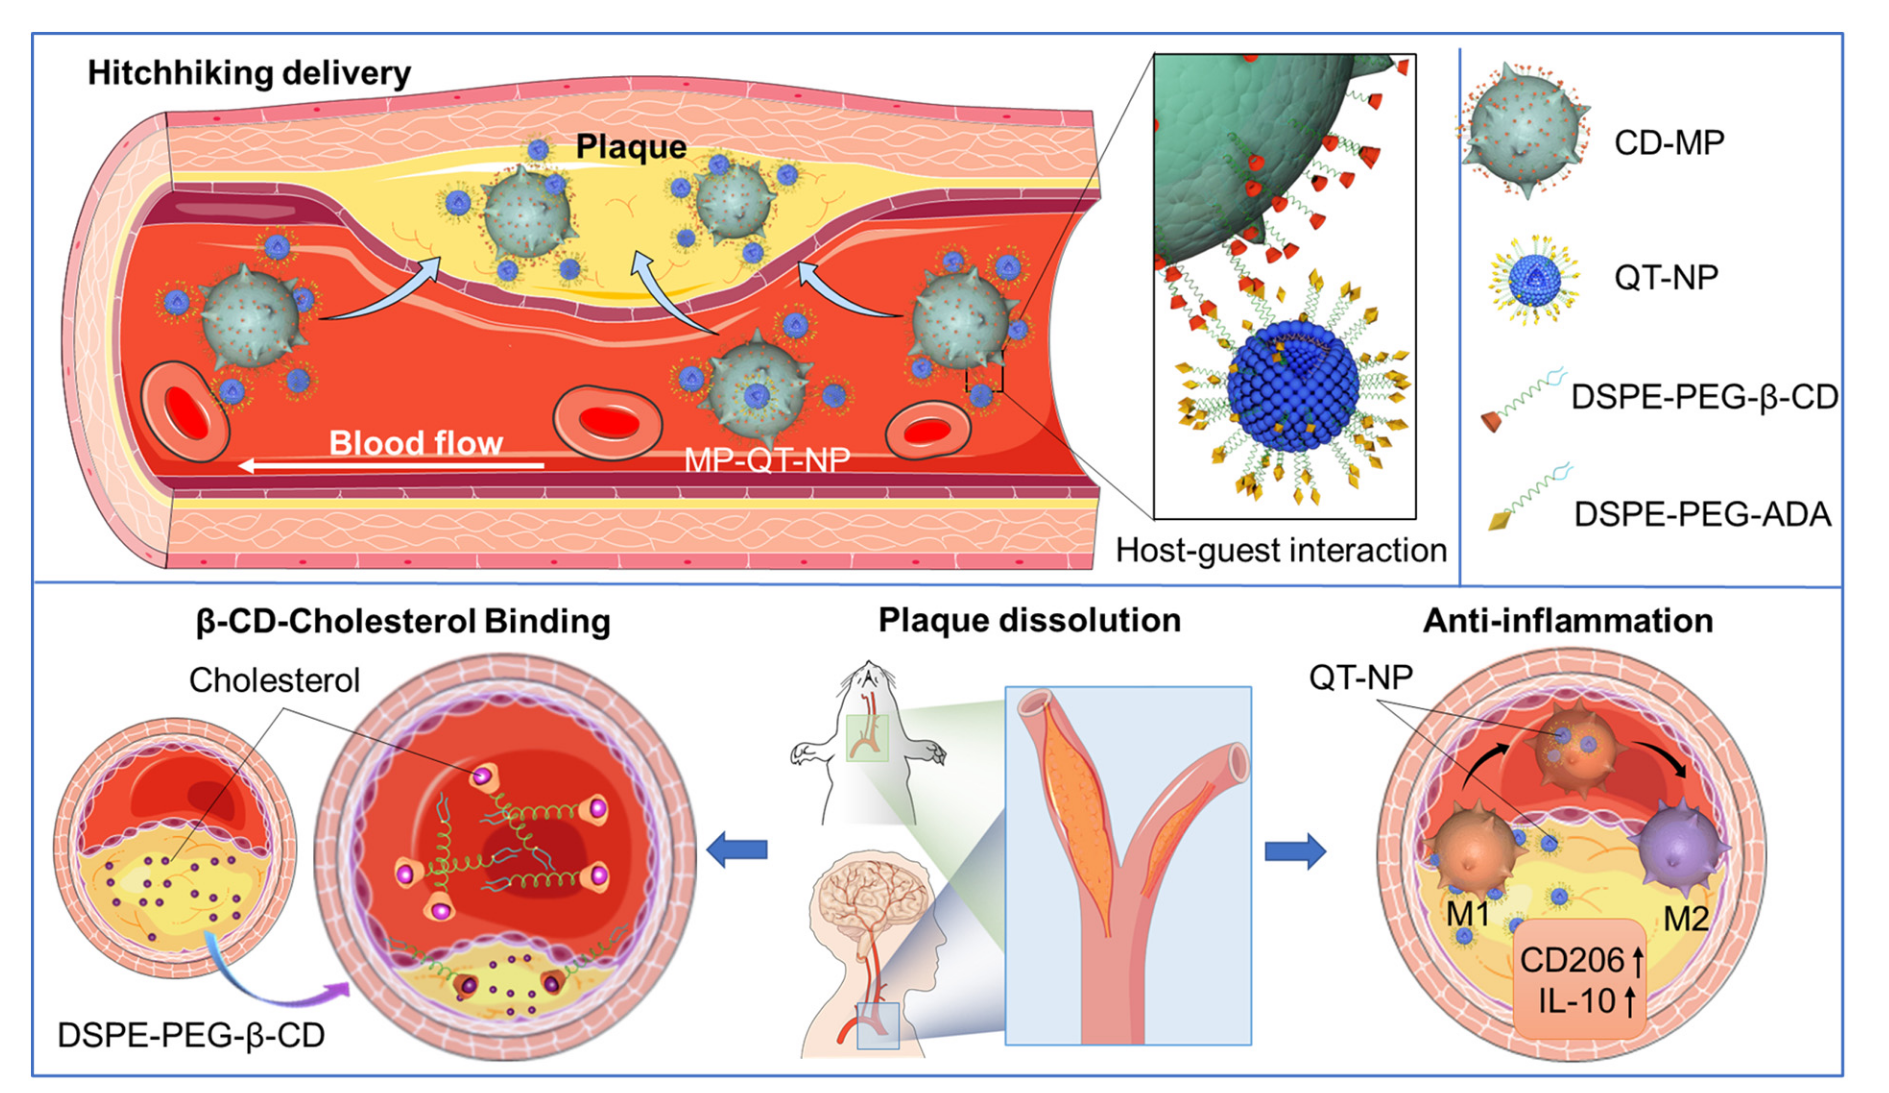 Hitchhiking delivery
Plaque
Blood flow
MP-QT-NP
Host-guest interaction
CD-MP
QT-NP
DSPE-PEG-β-CD
DSPE-PEG-ADA
β-CD-Cholesterol Binding
Cholesterol
DSPE-PEG-β-CD
Plaque dissolution
Anti-inflammation
QT-NP
M1
M2
CD206↑
IL-10↑